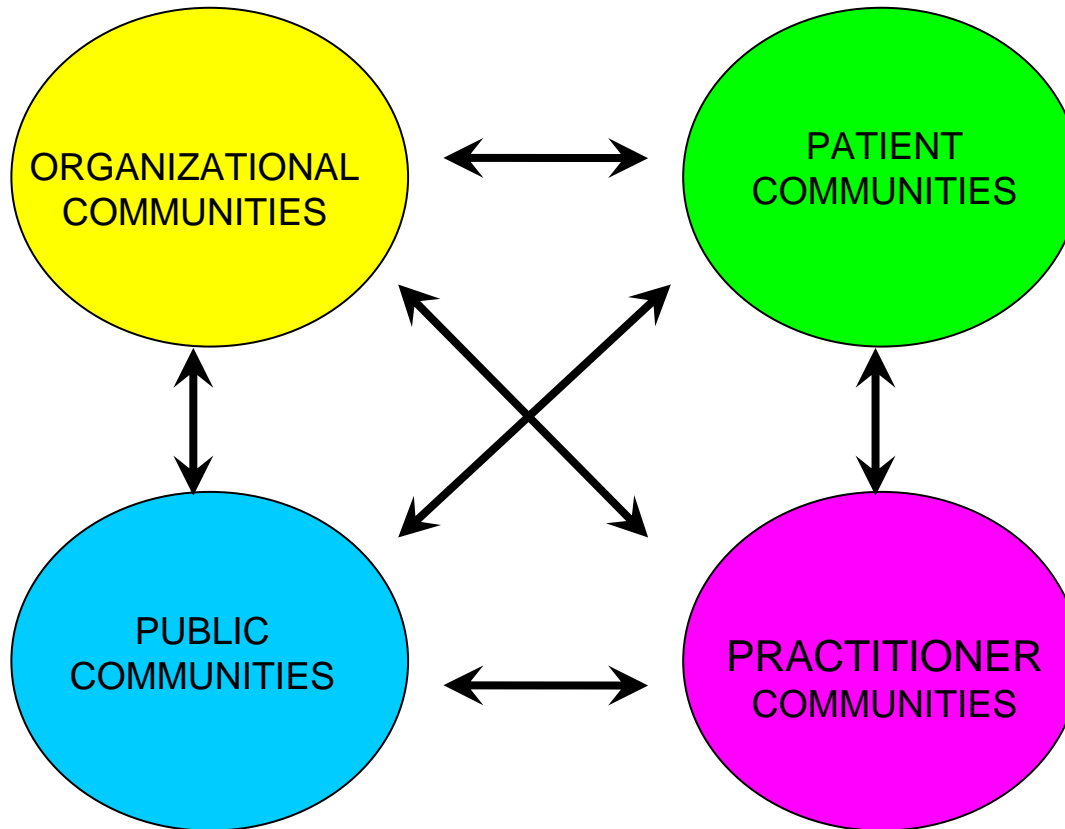 ORGANIZATIONAL
COMMUNITIES
PATIENT
COMMUNITIES
PUBLIC
COMMUNITIES
PRACTITIONER
COMMUNITIES